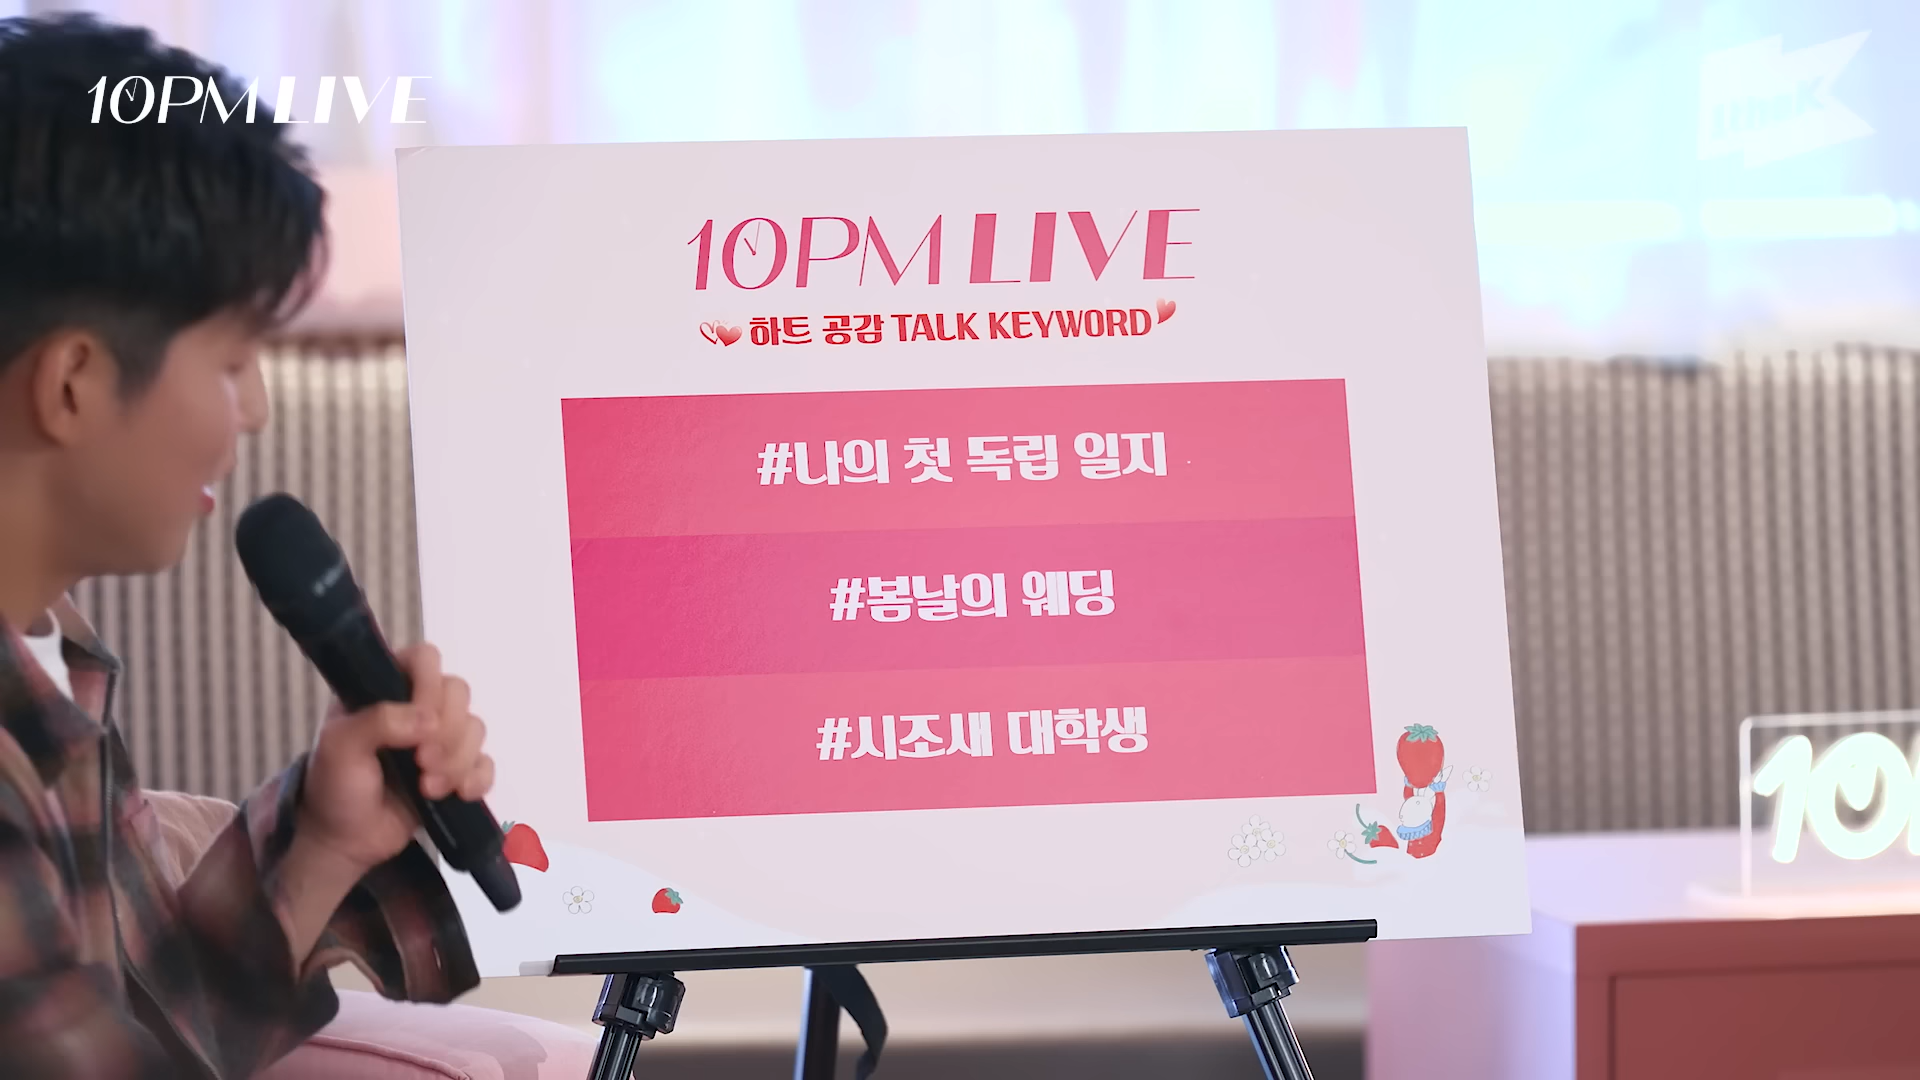 10PM LIVE
10PM LIVE
하트 공감 TALK KEYWORD
#나의 첫 독립 일지
#봄날의 웨딩
#시조새 대학생
10